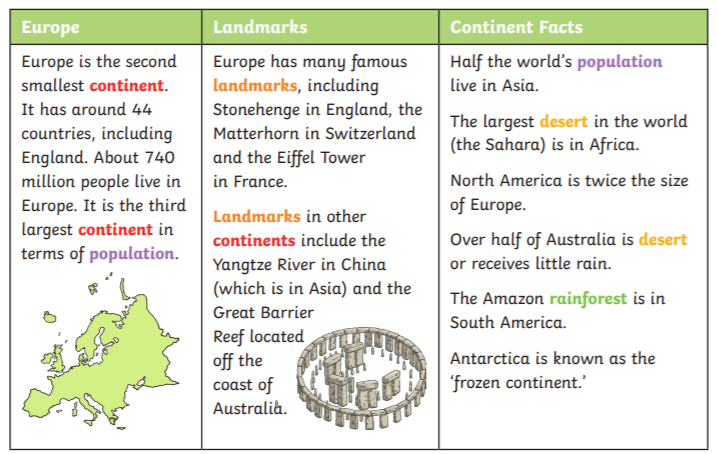 Europe
Europe is the second
smallest continent.
It has around 44
countries, including
England. About 740
million people live in
Europe. It is the third
largest continent in
terms of population.
Landmarks
Europe has many famous
landmarks, including
Stonehenge in England, the
Matterhorn in Switzerland
and the Eiffel Tower
in France.
Landmarks in other
continents include the
Yangtze River in China
(which is in Asia) and the
Great Barrier
Reef located
off the
coast of
Australia.
Continent Facts
Half the world's population
live in Asia.
The largest desert in the world
(the Sahara) is in Africa.
North America is twice the size
of Europe.
Over half of Australia is desert
or receives little rain.
The Amazon rainforest is in
South America.
Antarctica is known as the
‘frozen continent.’